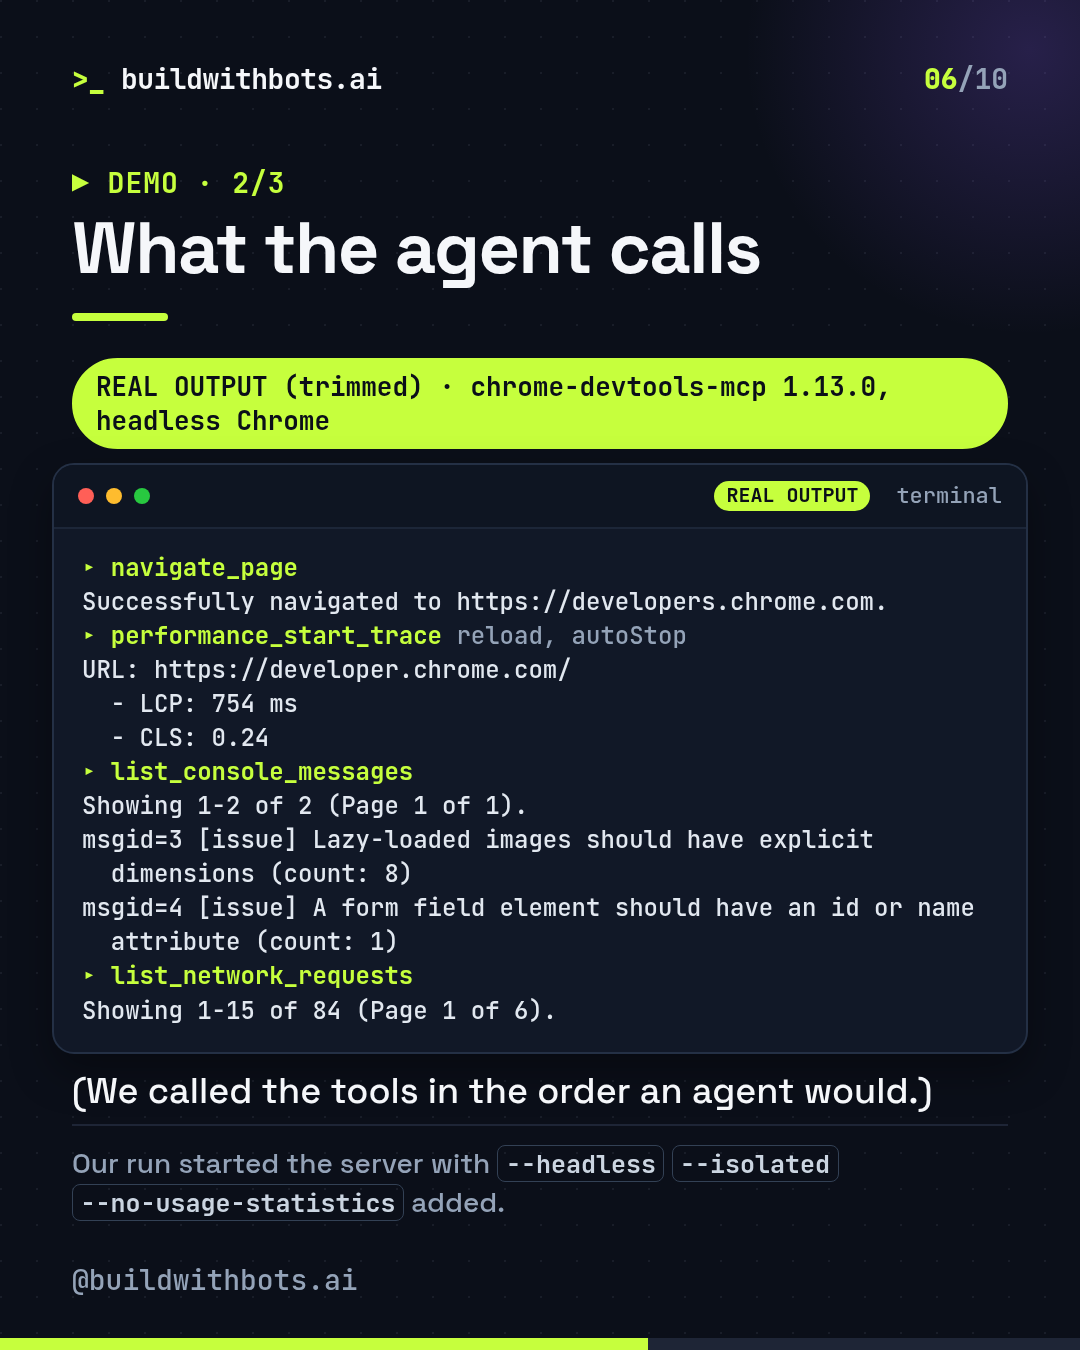 >_ buildwithbots.ai
06/10
▶ DEMO · 2/3
What the agent calls
REAL OUTPUT (trimmed) · chrome-devtools-mcp 1.13.0,
headless Chrome
REAL OUTPUT terminal
▸ navigate_page
Successfully navigated to https://developers.chrome.com.
▸ performance_start_trace reload, autoStop
URL: https://developer.chrome.com/
- LCP: 754 ms
- CLS: 0.24
▸ list_console_messages
Showing 1-2 of 2 (Page 1 of 1).
msgid=3 [issue] Lazy-loaded images should have explicit
dimensions (count: 8)
msgid=4 [issue] A form field element should have an id or name
attribute (count: 1)
▸ list_network_requests
Showing 1-15 of 84 (Page 1 of 6).
(We called the tools in the order an agent would.)
Our run started the server with --headless --isolated
--no-usage-statistics added.
@buildwithbots.ai